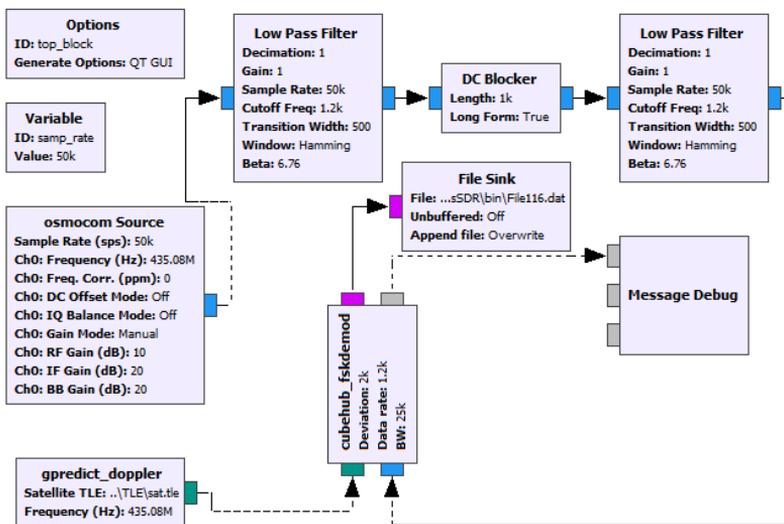 Options
ID: top_block
Generate Options: QT GUI
Variable
ID: samp_rate
Value: 50k
osmocom Source
Sample Rate (sps): 50k
Ch0: Frequency (Hz): 435.08M
Ch0: Freq. Corr. (ppm): 0
Ch0: DC Offset Mode: Off
Ch0: IQ Balance Mode: Off
Ch0: Gain Mode: Manual
Ch0: RF Gain (dB): 10
Ch0: IF Gain (dB): 20
Ch0: BB Gain (dB): 20
gpredict_doppler
Satellite TLE: ..\TLE\sat.tle
Frequency (Hz): 435.08M
Low Pass Filter
Decimation: 1
Gain: 1
Sample Rate: 50k
Cutoff Freq: 1.2k
Transition Width: 500
Window: Hamming
Beta: 6.76
DC Blocker
Length: 1k
Long Form: True
Low Pass Filter
Decimation: 1
Gain: 1
Sample Rate: 50k
Cutoff Freq: 1.2k
Transition Width: 500
Window: Hamming
Beta: 6.76
File Sink
File: ...sSDR\bin\File116.dat
Unbuffered: Off
Append file: Overwrite
cubehub_fskdemod
Deviation: 2k
Data rate: 1.2k
BW: 25k
Message Debug